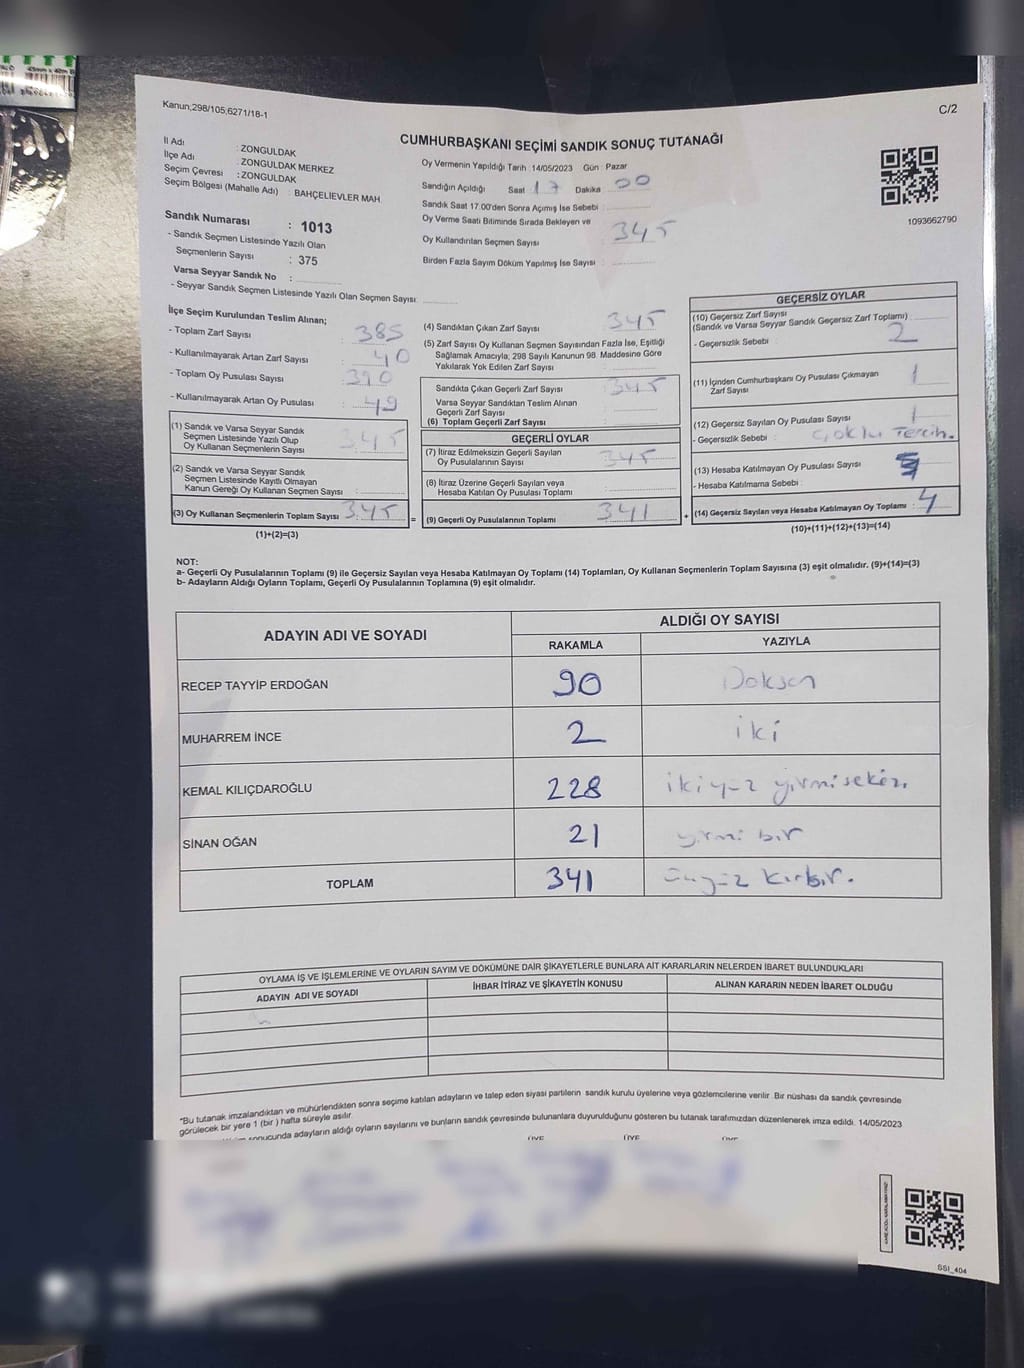 Kanun;298/105;6271/18-1
C/2
CUMHURBAŞKANI SEÇİMİ SANDIK SONUÇ TUTANAĞI
İl Adı : ZONGULDAK
İlçe Adı : ZONGULDAK MERKEZ
Seçim Çevresi : ZONGULDAK
Seçim Bölgesi (Mahalle Adı) : BAHÇELİEVLER MAH.
Sandık Numarası : 1013
- Sandık Seçmen Listesinde Yazılı Olan
Seçmenlerin Sayısı : 375
Varsa Seyyar Sandık No :
- Seyyar Sandık Seçmen Listesinde Yazılı Olan Seçmen Sayısı:
Oy Vermenin Yapıldığı Tarih :14/05/2023 Gün : Pazar
Sandığın Açıldığı Saat 17 Dakika 00
Sandık Saat 17.00'den Sonra Açımış İse Sebebi :
Oy Verme Saati Bitiminde Sırada Bekleyen ve
Oy Kullandırılan Seçmen Sayısı : 345
Birden Fazla Sayım Döküm Yapılmış İse Sayısı :
1093662790
İlçe Seçim Kurulundan Teslim Alınan;
- Toplam Zarf Sayısı : 385
- Kullanılmayarak Artan Zarf Sayısı : 40
- Toplam Oy Pusulası Sayısı : 390
- Kullanılmayarak Artan Oy Pusulası : 49
(1) Sandık ve Varsa Seyyar Sandık
Seçmen Listesinde Yazılı Olup
Oy Kullanan Seçmenlerin Sayısı : 345
(2) Sandık ve Varsa Seyyar Sandık
Seçmen Listesinde Kayıtlı Olmayan
Kanun Gereği Oy Kullanan Seçmen Sayısı :
(3) Oy Kullanan Seçmenlerin Toplam Sayısı : 345
(1)+(2)=(3)
=
(4) Sandıktan Çıkan Zarf Sayısı : 345
(5) Zarf Sayısı Oy Kullanan Seçmen Sayısından Fazla İse, Eşitliği
Sağlamak Amacıyla; 298 Sayılı Kanunun 98. Maddesine Göre
Yakılarak Yok Edilen Zarf Sayısı :
Sandıkta Çıkan Geçerli Zarf Sayısı : 345
Varsa Seyyar Sandıktan Teslim Alınan
Geçerli Zarf Sayısı :
(6) Toplam Geçerli Zarf Sayısı :
GEÇERLİ OYLAR
(7) İtiraz Edilmeksizin Geçerli Sayılan
Oy Pusulalarının Sayısı : 345
(8) İtiraz Üzerine Geçerli Sayılan veya
Hesaba Katılan Oy Pusulası Toplamı :
(9) Geçerli Oy Pusulalarının Toplamı : 341
+
GEÇERSİZ OYLAR
(10) Geçersiz Zarf Sayısı
(Sandık ve Varsa Seyyar Sandık Geçersiz Zarf Toplamı) : 2
- Geçersizlik Sebebi :
(11) İçinden Cumhurbaşkanı Oy Pusulası Çıkmayan
Zarf Sayısı : 1
(12) Geçersiz Sayılan Oy Pusulası Sayısı : 1
- Geçersizlik Sebebi : Çoklu Tercih.
(13) Hesaba Katılmayan Oy Pusulası Sayısı :
- Hesaba Katılmama Sebebi :
(14) Geçersiz Sayılan veya Hesaba Katılmayan Oy Toplamı : 4
(10)+(11)+(12)+(13)=(14)
NOT:
a- Geçerli Oy Pusulalarının Toplamı (9) ile Geçersiz Sayılan veya Hesaba Katılmayan Oy Toplamı (14) Toplamları, Oy Kullanan Seçmenlerin Toplam Sayısına (3) eşit olmalıdır. (9)+(14)=(3)
b- Adayların Aldığı Oyların Toplamı, Geçerli Oy Pusulalarının Toplamına (9) eşit olmalıdır.
ADAYIN ADI VE SOYADI
ALDIĞI OY SAYISI
RAKAMLA YAZIYLA
RECEP TAYYİP ERDOĞAN 90 Doksan
MUHARREM İNCE 2 iki
KEMAL KILIÇDAROĞLU 228 ikiyüz yirmisekiz.
SİNAN OĞAN 21 yirmi bir
TOPLAM 341 üçyüz kırkbir.
OYLAMA İŞ VE İŞLEMLERİNE VE OYLARIN SAYIM VE DÖKÜMÜNE DAİR ŞİKAYETLERLE BUNLARA AİT KARARLARIN NELERDEN İBARET BULUNDUKLARI
ADAYIN ADI VE SOYADI İHBAR İTİRAZ VE ŞİKAYETİN KONUSU ALINAN KARARIN NEDEN İBARET OLDUĞU
*Bu tutanak imzalandıktan ve mühürlendikten sonra seçime katılan adayların ve talep eden siyasi partilerin sandık kurulu üyelerine veya gözlemcilerine verilir. Bir nüshası da sandık çevresinde
görülecek bir yere 1 (bir ) hafta süreyle asılır.
sonucunda adayların aldığı oyların sayılarını ve bunların sandık çevresinde bulunanlara duyurulduğunu gösteren bu tutanak tarafımızdan düzenlenerek imza edildi. 14/05/2023
ÜYE ÜYE ÜYE
SSI_404